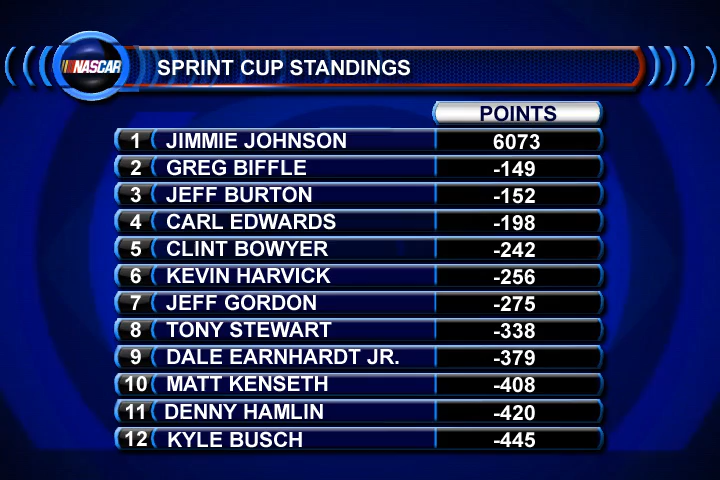 NASCAR
SPRINT CUP STANDINGS
POINTS
1 JIMMIE JOHNSON 6073
2 GREG BIFFLE -149
3 JEFF BURTON -152
4 CARL EDWARDS -198
5 CLINT BOWYER -242
6 KEVIN HARVICK -256
7 JEFF GORDON -275
8 TONY STEWART -338
9 DALE EARNHARDT JR. -379
10 MATT KENSETH -408
11 DENNY HAMLIN -420
12 KYLE BUSCH -445